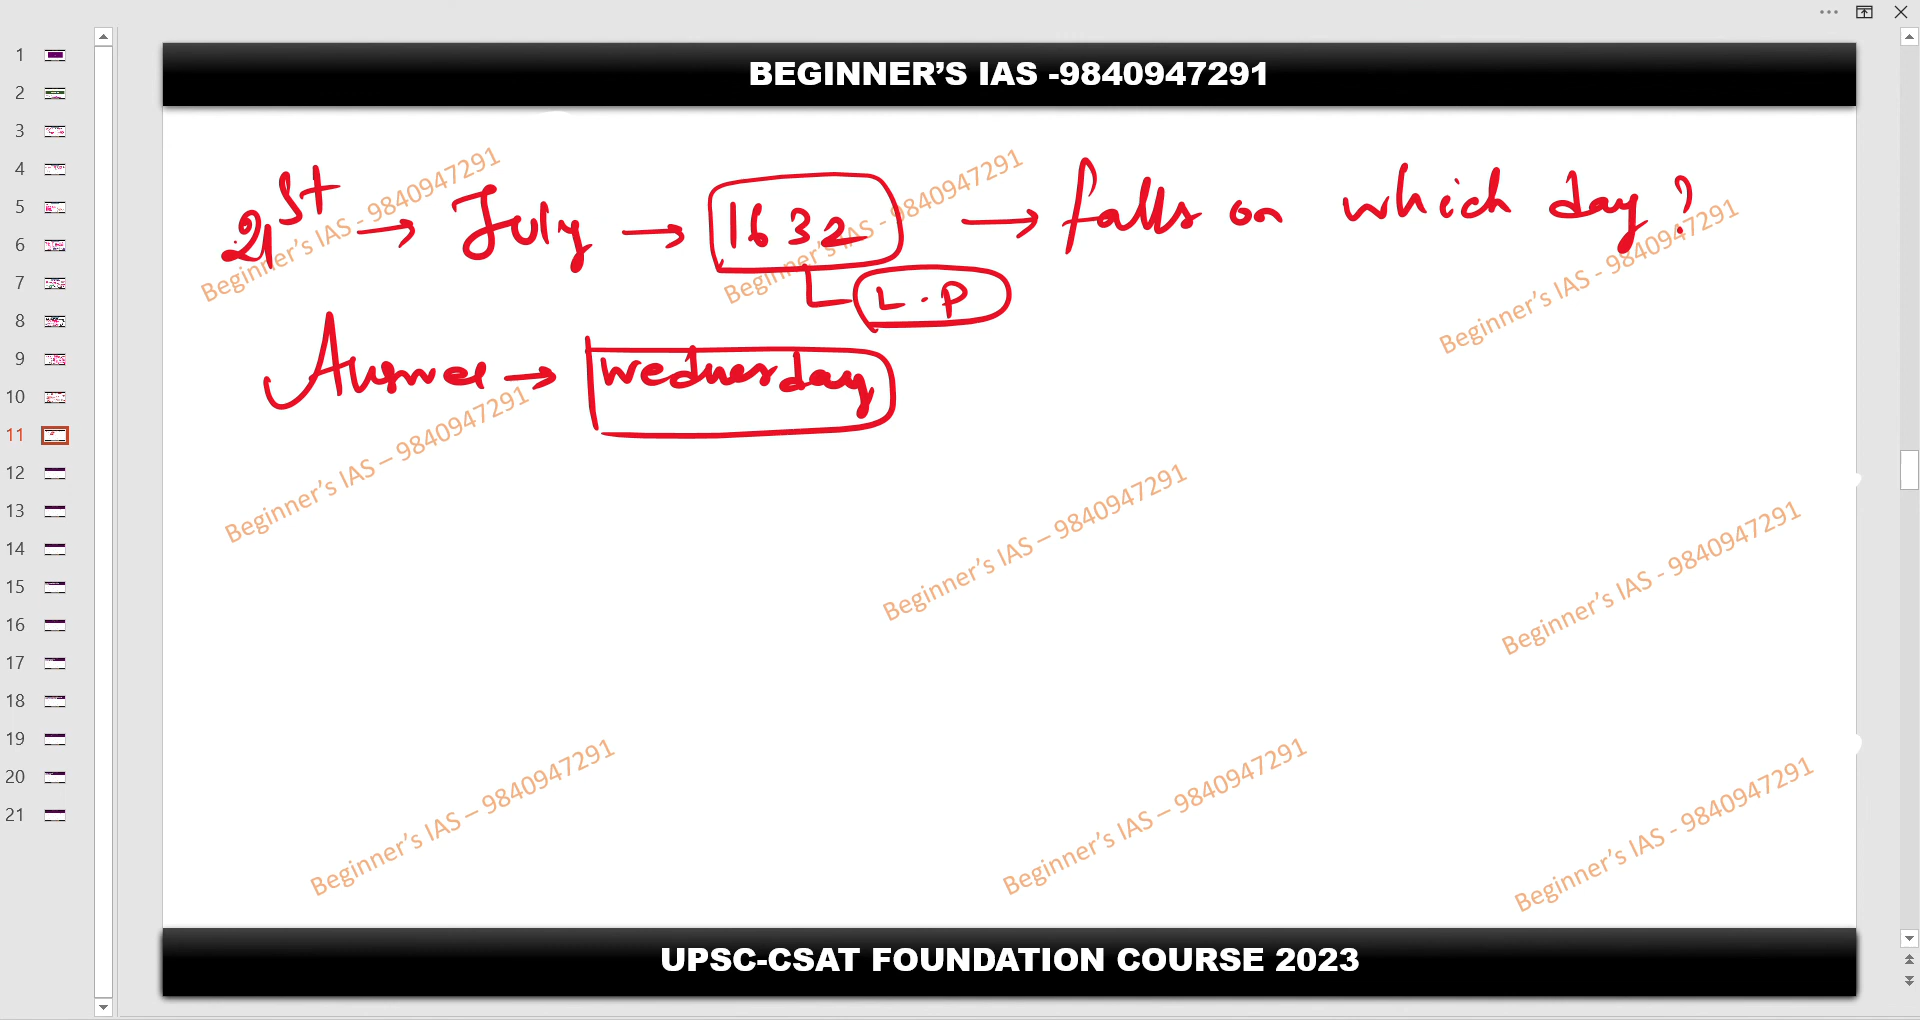 1
2
3
4
5
6
7
8
9
10
11
12
13
14
15
16
17
18
19
20
21
BEGINNER’S IAS -9840947291
21st → July → 1632 → falls on which day?
L.P
Answer → Wednesday
Beginner’s IAS - 9840947291
Beginner’s IAS - 9840947291
Beginner’s IAS - 9840947291
Beginner’s IAS – 9840947291
Beginner’s IAS – 9840947291
Beginner’s IAS - 9840947291
Beginner’s IAS – 9840947291
Beginner’s IAS – 9840947291
Beginner’s IAS - 9840947291
UPSC-CSAT FOUNDATION COURSE 2023